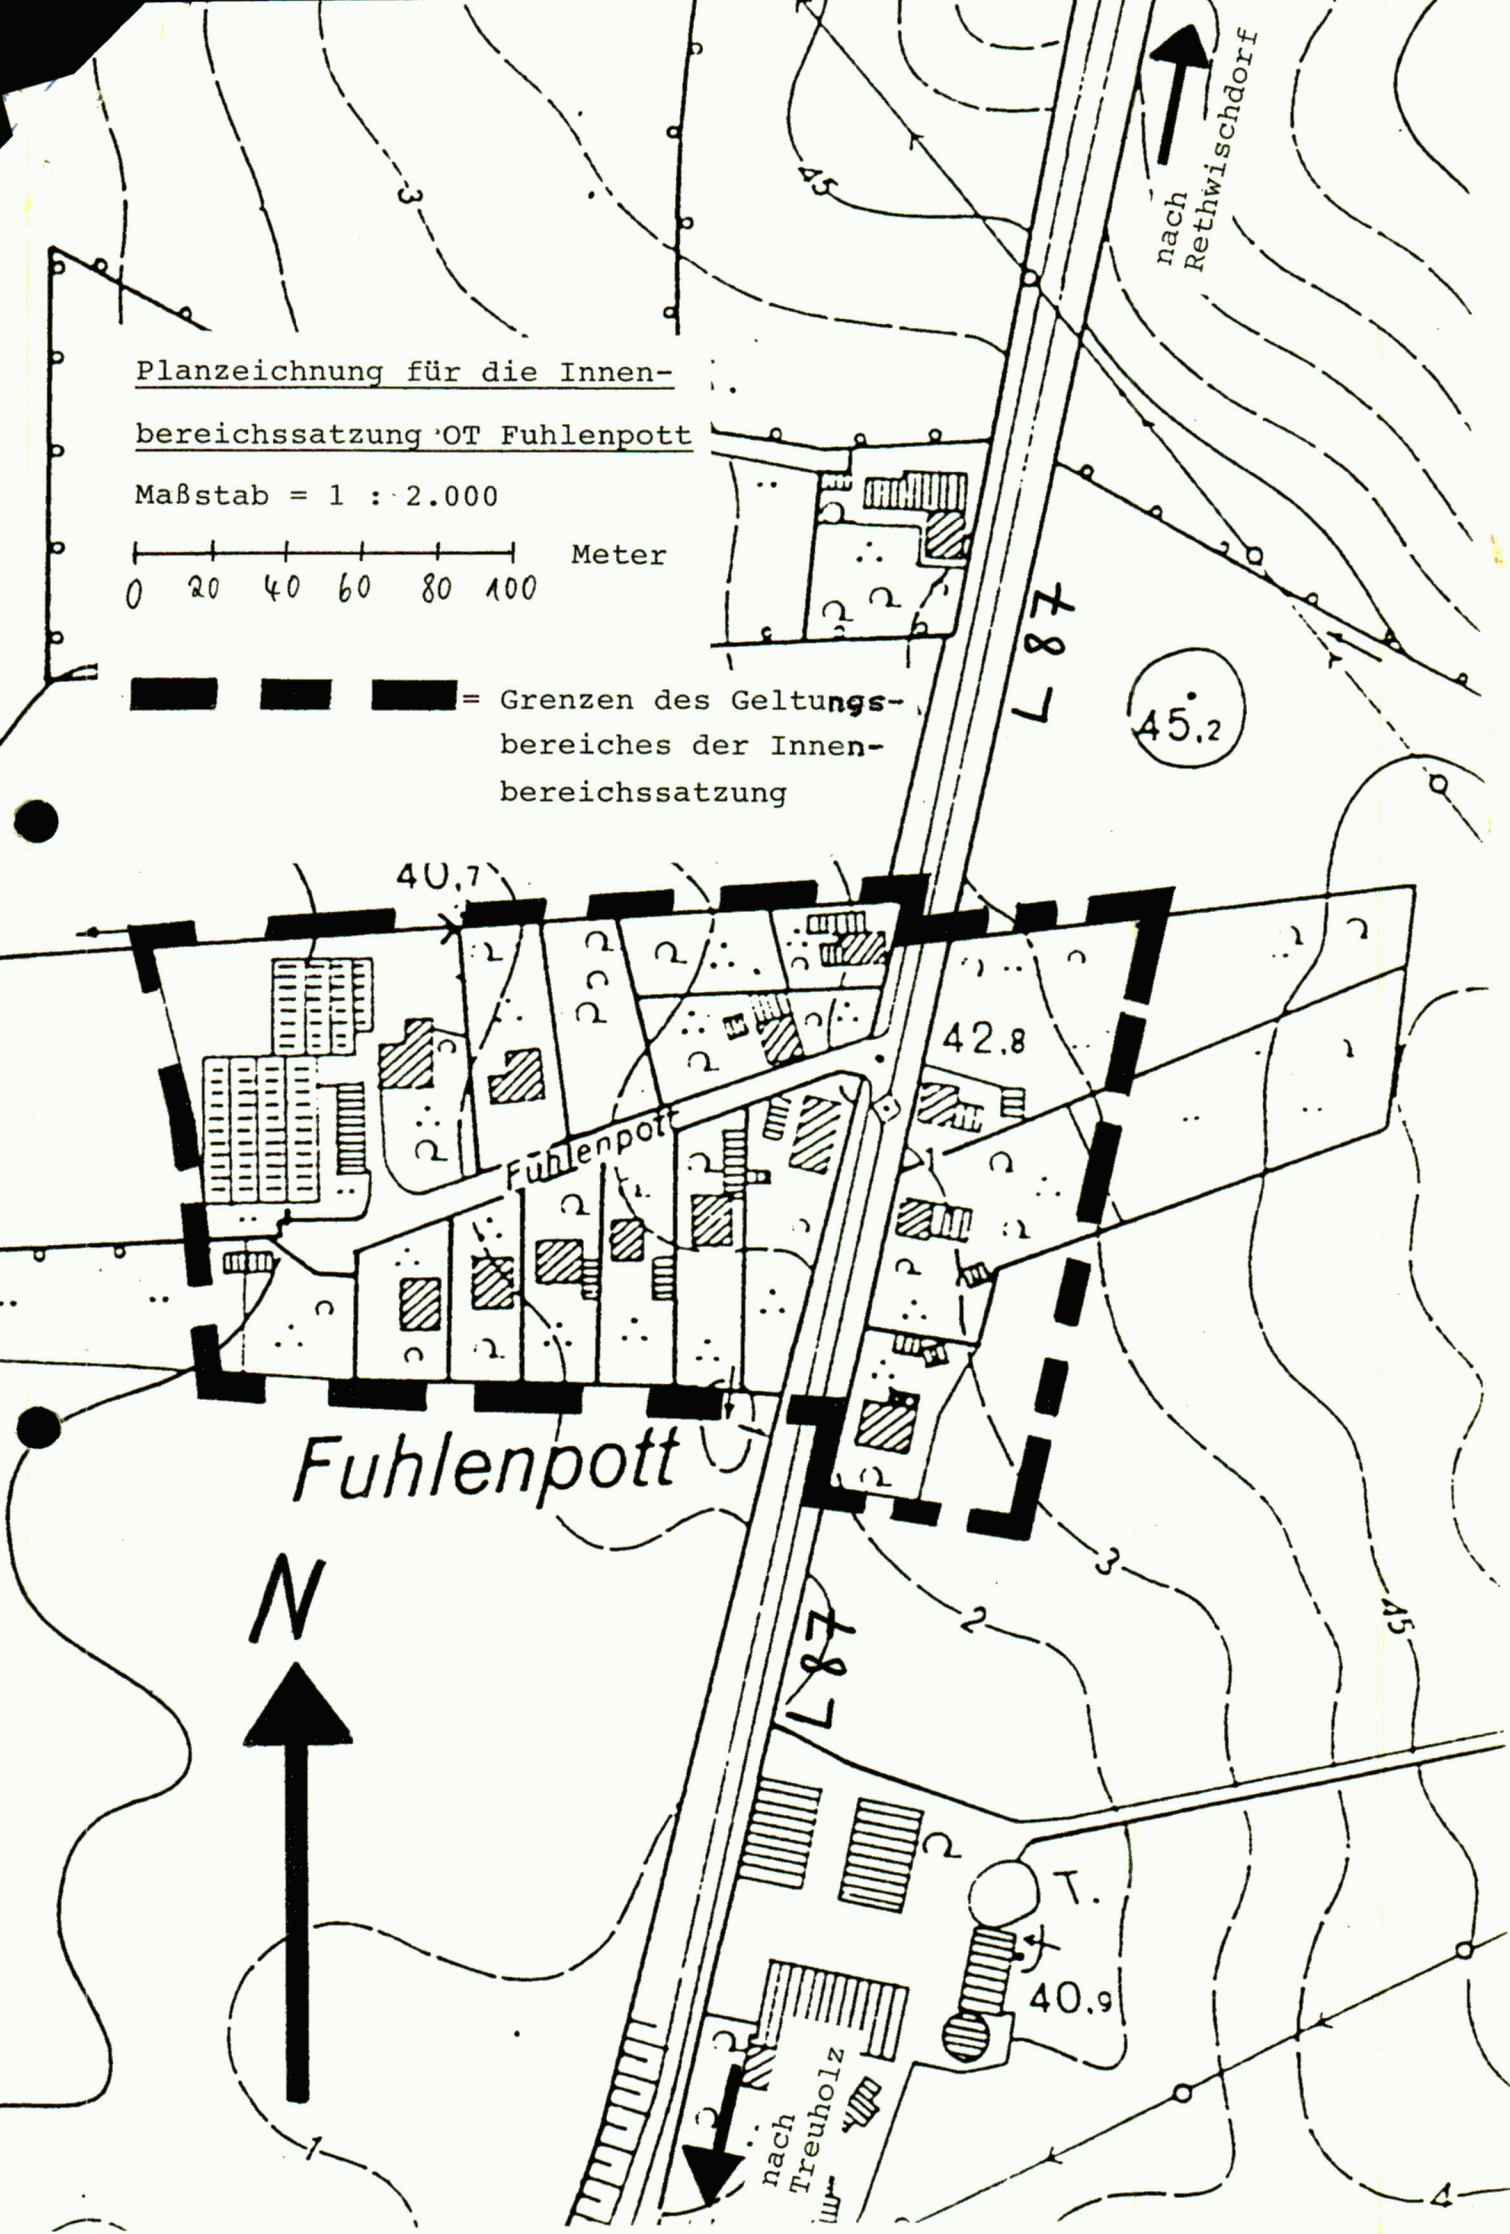 nach
Rethwischdorf
3
45
Planzeichnung für die Innen-
bereichssatzung OT Fuhlenpott
Maßstab = 1 : 2.000
Meter
0 20 40 60 80 100
L 87
45,2
= Grenzen des Geltungs-
bereiches der Innen-
bereichssatzung
40,7
42,8
Fuhlenpott
Fuhlenpott
N
3
2
45
L 87
T.
40,9
nach
Treuholz
1
4